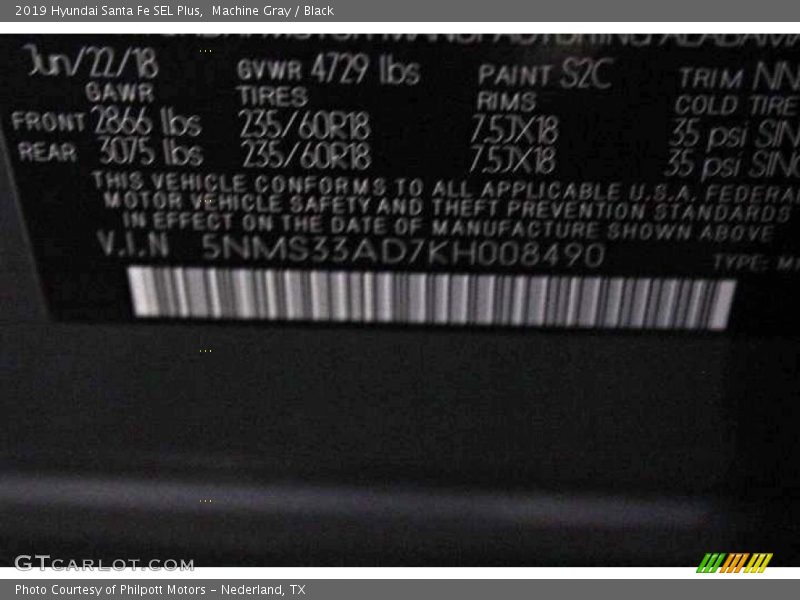 2019 Hyundai Santa Fe SEL Plus, Machine Gray / Black
Jun/22/18 GVWR 4729 lbs PAINT S2C TRIM NN
GAWR TIRES RIMS COLD TIRE
FRONT 2866 lbs 235/60R18 7.5JX18 35 psi SIN
REAR 3075 lbs 235/60R18 7.5JX18 35 psi SING
THIS VEHICLE CONFORMS TO ALL APPLICABLE U.S.A. FEDERAL
MOTOR VEHICLE SAFETY AND THEFT PREVENTION STANDARDS
IN EFFECT ON THE DATE OF MANUFACTURE SHOWN ABOVE
V.I.N 5NMS33AD7KH008490 TYPE:
GTCARLOT.COM
Photo Courtesy of Philpott Motors - Nederland, TX